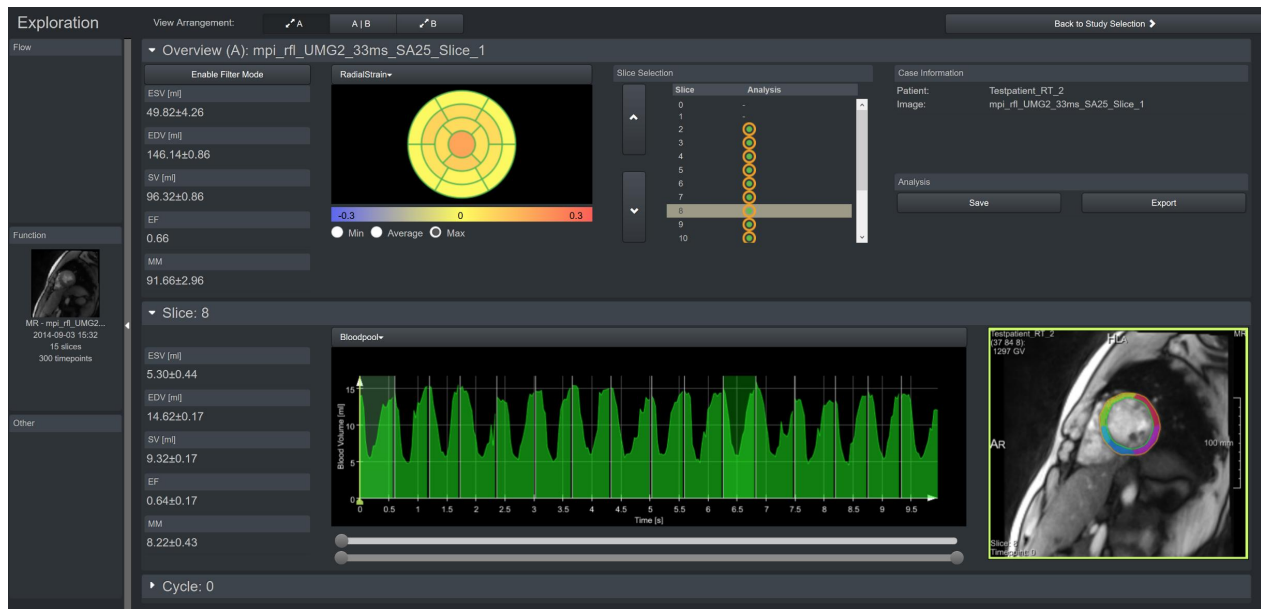 Exploration
View Arrangement:
A
A | B
B
Back to Study Selection
Flow
Overview (A): mpi_rfl_UMG2_33ms_SA25_Slice_1
Enable Filter Mode
ESV [ml]
49.82±4.26
EDV [ml]
146.14±0.86
SV [ml]
96.32±0.86
EF
0.66
MM
91.66±2.96
RadialStrain
-0.3 0 0.3
Min Average Max
Slice Selection
Slice Analysis
0 -
1 -
2
3
4
5
6
7
8
9
10
Case Information
Patient: Testpatient_RT_2
Image: mpi_rfl_UMG2_33ms_SA25_Slice_1
Analysis
Save Export
Function
MR - mpi_rfl_UMG2...
2014-09-03 15:32
15 slices
300 timepoints
Other
Slice: 8
ESV [ml]
5.30±0.44
EDV [ml]
14.62±0.17
SV [ml]
9.32±0.17
EF
0.64±0.17
MM
8.22±0.43
Bloodpool
Blood Volume [ml]
15
10
5
0
0 0.5 1 1.5 2 2.5 3 3.5 4 4.5 5 5.5 6 6.5 7 7.5 8 8.5 9 9.5
Time [s]
Testpatient_RT_2
(37 84 8):
1297 GV
HLA
MR
AR
100 mm
Slice: 8
Timepoint: 0
Cycle: 0